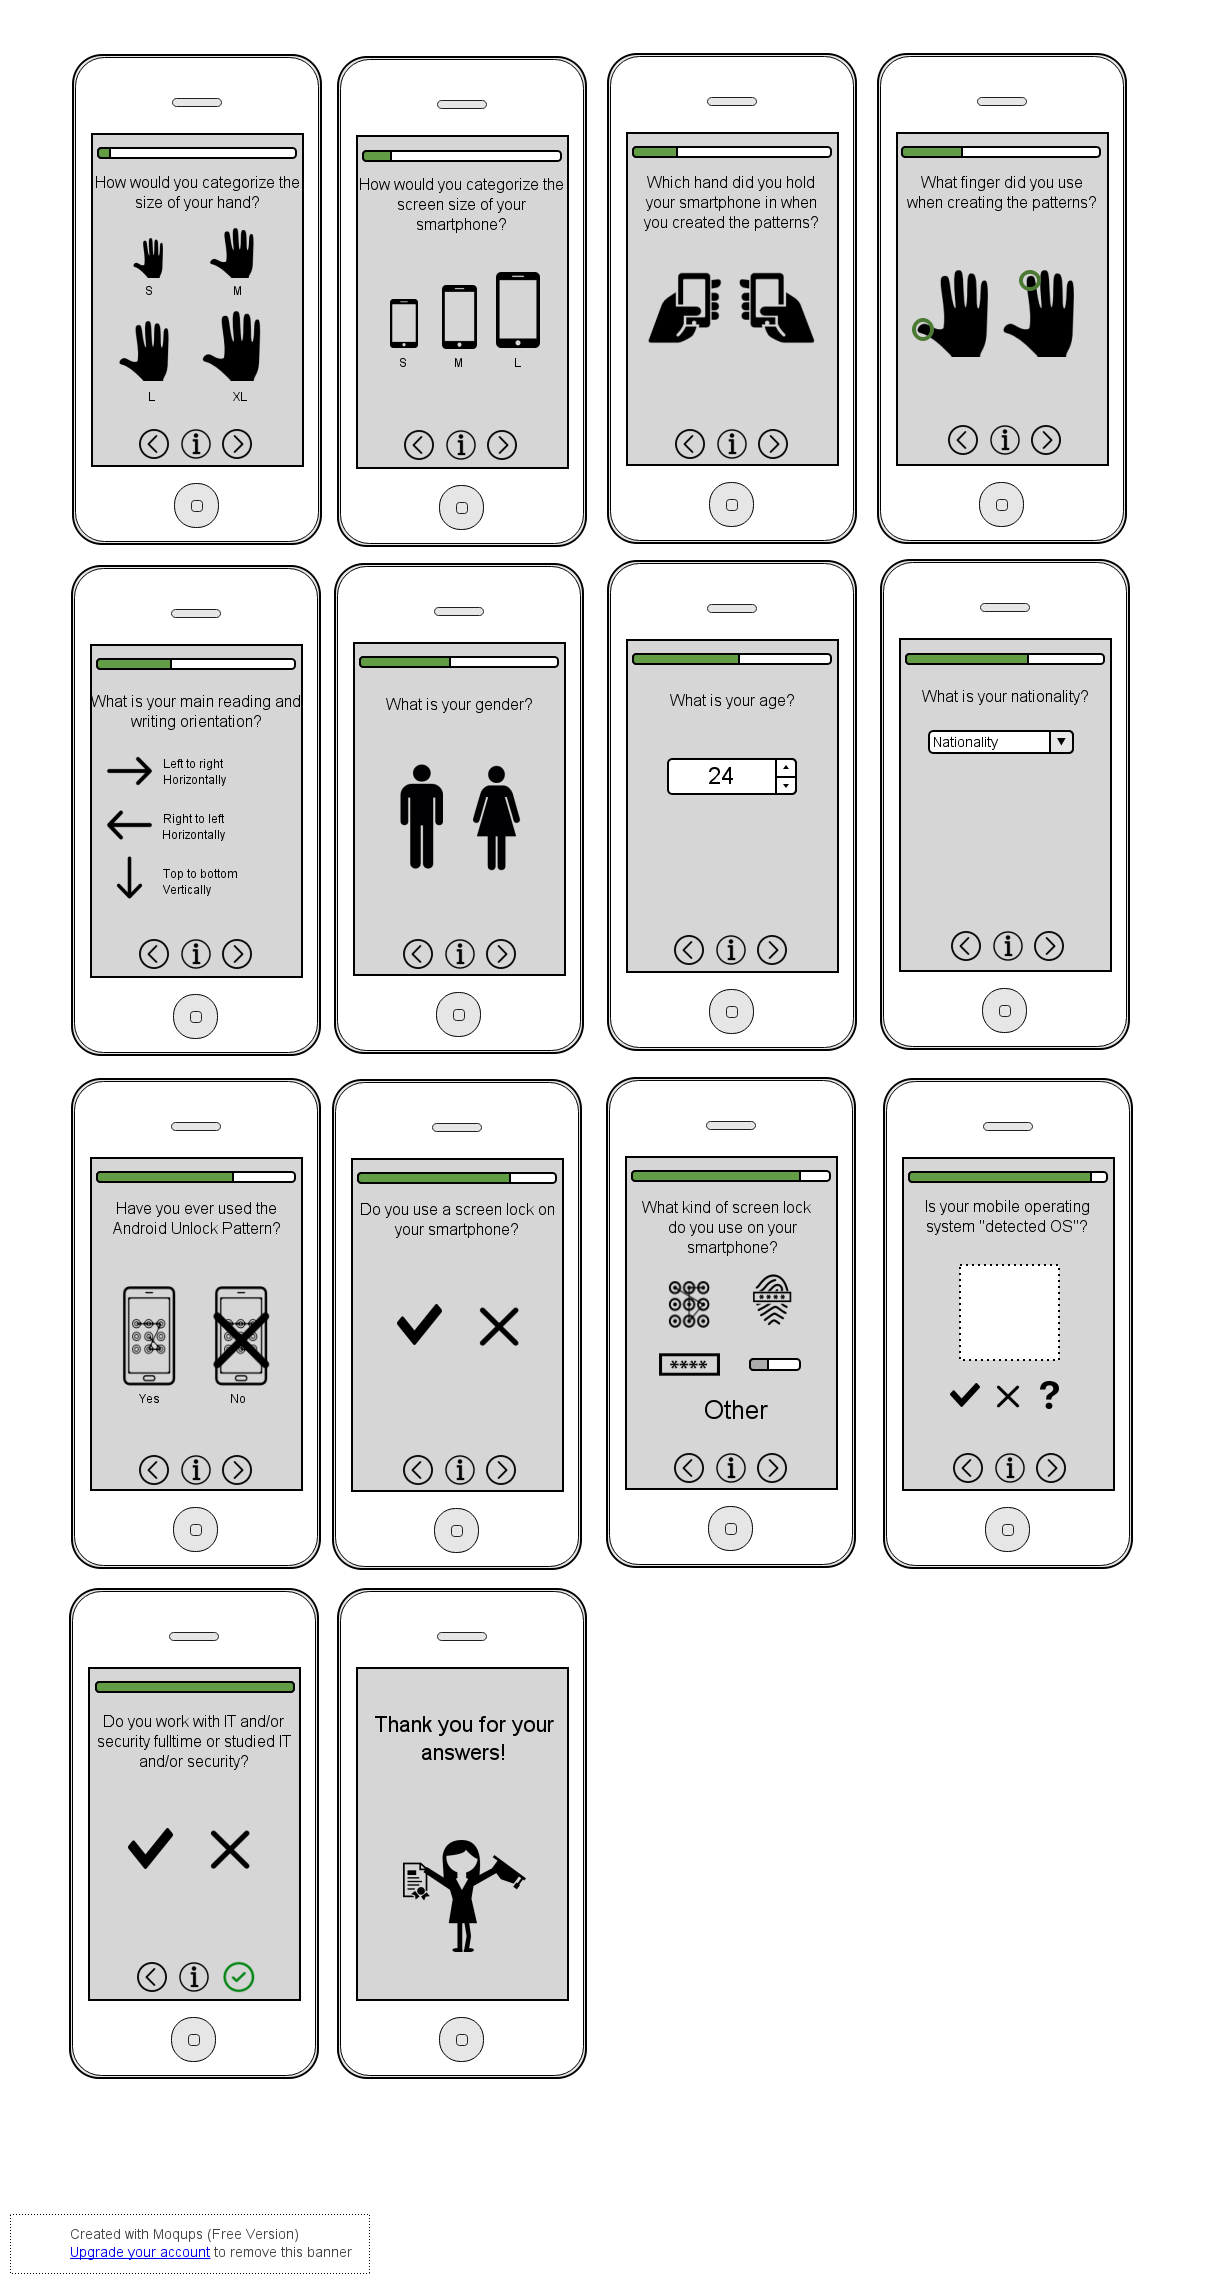 How would you categorize the
size of your hand?
S
M
L
XL
How would you categorize the
screen size of your
smartphone?
S
M
L
Which hand did you hold
your smartphone in when
you created the patterns?
What finger did you use
when creating the patterns?
What is your main reading and
writing orientation?
Left to right
Horizontally
Right to left
Horizontally
Top to bottom
Vertically
What is your gender?
What is your age?
24
What is your nationality?
Nationality
Have you ever used the
Android Unlock Pattern?
Yes
No
Do you use a screen lock on
your smartphone?
What kind of screen lock
do you use on your
smartphone?
****
****
Other
Is your mobile operating
system "detected OS"?
?
Do you work with IT and/or
security fulltime or studied IT
and/or security?
Thank you for your
answers!
Created with Moqups (Free Version)
Upgrade your account to remove this banner